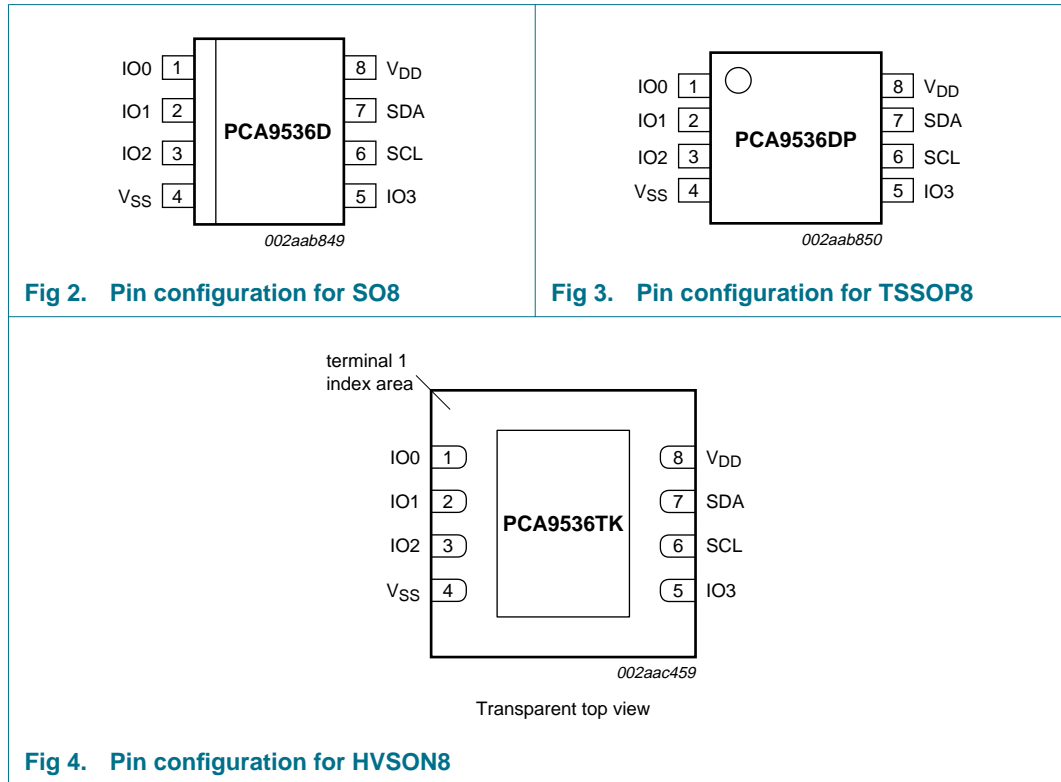 IO0 1 8 VDD
IO1 2 7 SDA
PCA9536D
IO2 3 6 SCL
VSS 4 5 IO3
002aab849
Fig 2. Pin configuration for SO8
IO0 1 8 VDD
IO1 2 7 SDA
PCA9536DP
IO2 3 6 SCL
VSS 4 5 IO3
002aab850
Fig 3. Pin configuration for TSSOP8
terminal 1
index area
IO0 1 8 VDD
IO1 2 7 SDA
PCA9536TK
IO2 3 6 SCL
VSS 4 5 IO3
002aac459
Transparent top view
Fig 4. Pin configuration for HVSON8